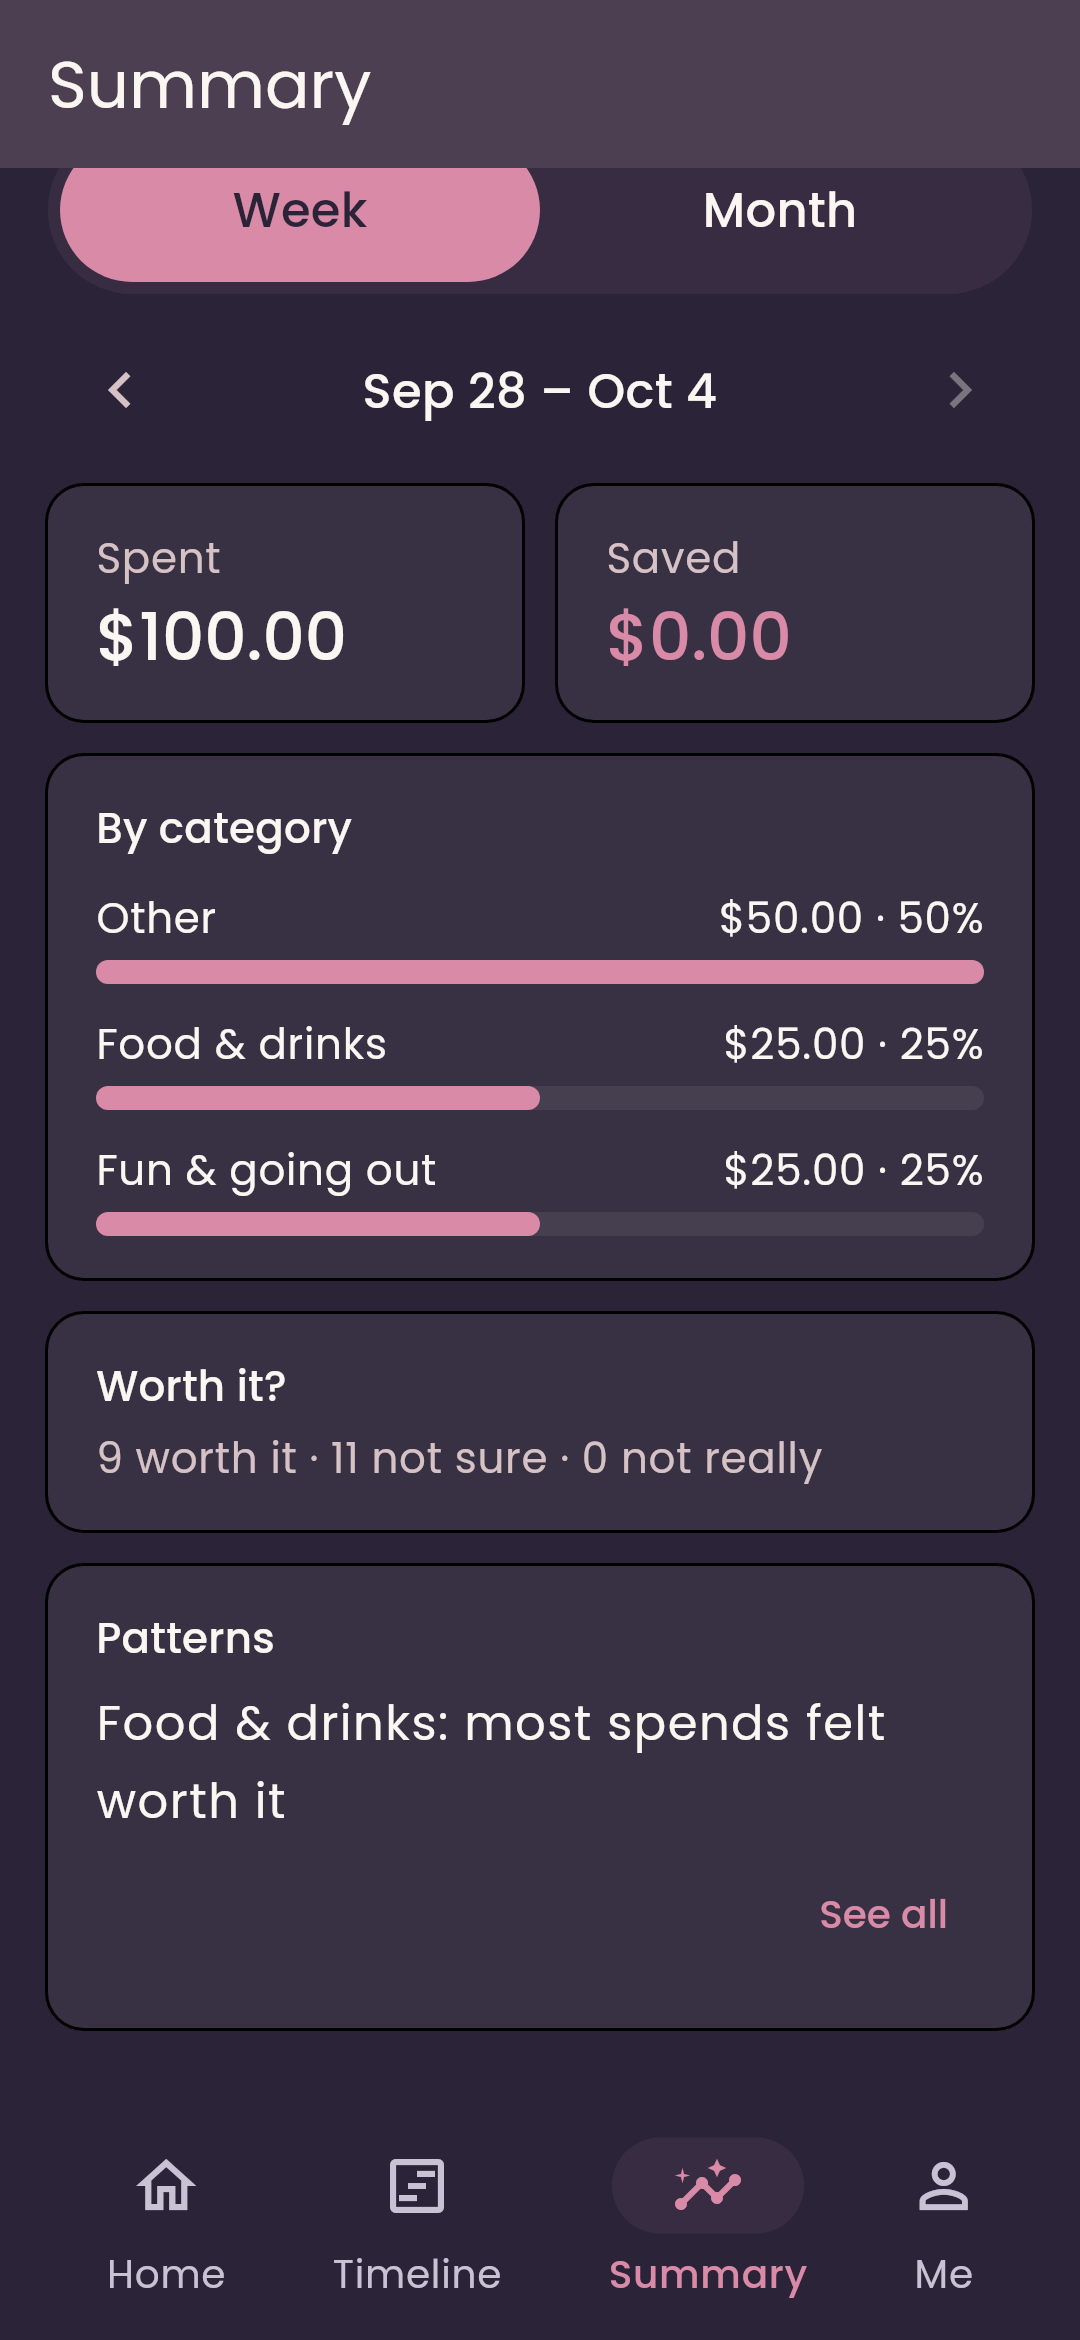 Summary
Week
Month
Sep 28 – Oct 4
Spent
$100.00
Saved
$0.00
By category
Other
$50.00 · 50%
Food & drinks
$25.00 · 25%
Fun & going out
$25.00 · 25%
Worth it?
9 worth it · 11 not sure · 0 not really
Patterns
Food & drinks: most spends felt
worth it
See all
Home
Timeline
Summary
Me